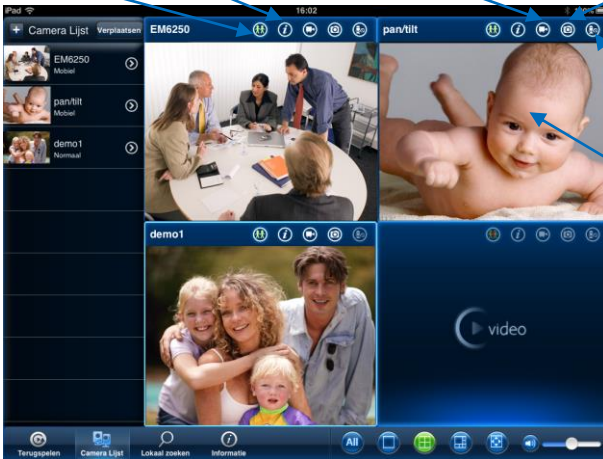 iPad 16:02
Camera Lijst Verplaatsen
EM6250
Mobiel
pan/tilt
Mobiel
demo1
Normaal
EM6250
pan/tilt
demo1
video
Terugspelen Camera Lijst Lokaal zoeken Informatie All